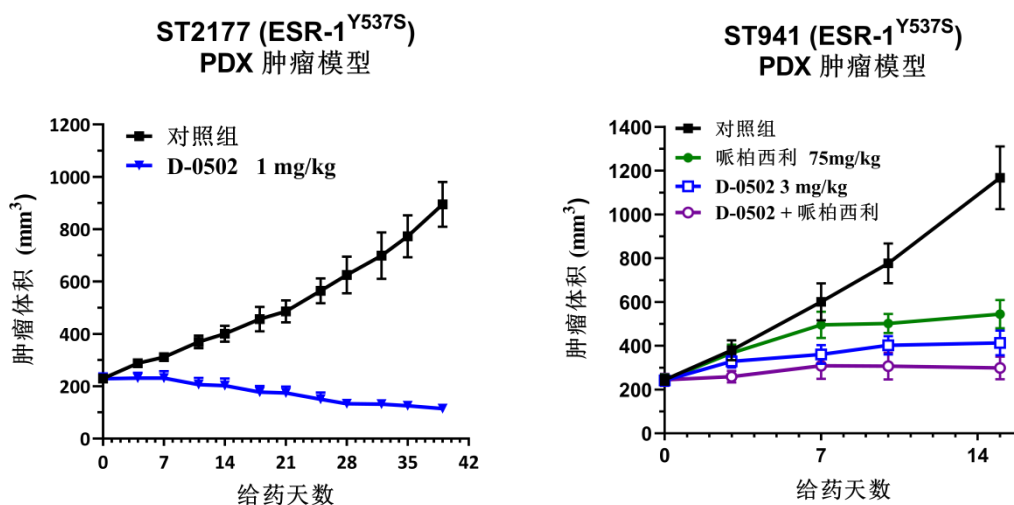 ST2177 (ESR-1^Y537S)
PDX 肿瘤模型
对照组
D-0502 1 mg/kg
肿瘤体积 (mm³)
1200
1000
800
600
400
200
0
0 7 14 21 28 35 42
给药天数
ST941 (ESR-1^Y537S)
PDX 肿瘤模型
对照组
哌柏西利 75mg/kg
D-0502 3 mg/kg
D-0502 + 哌柏西利
肿瘤体积 (mm³)
1400
1200
1000
800
600
400
200
0
0 7 14
给药天数